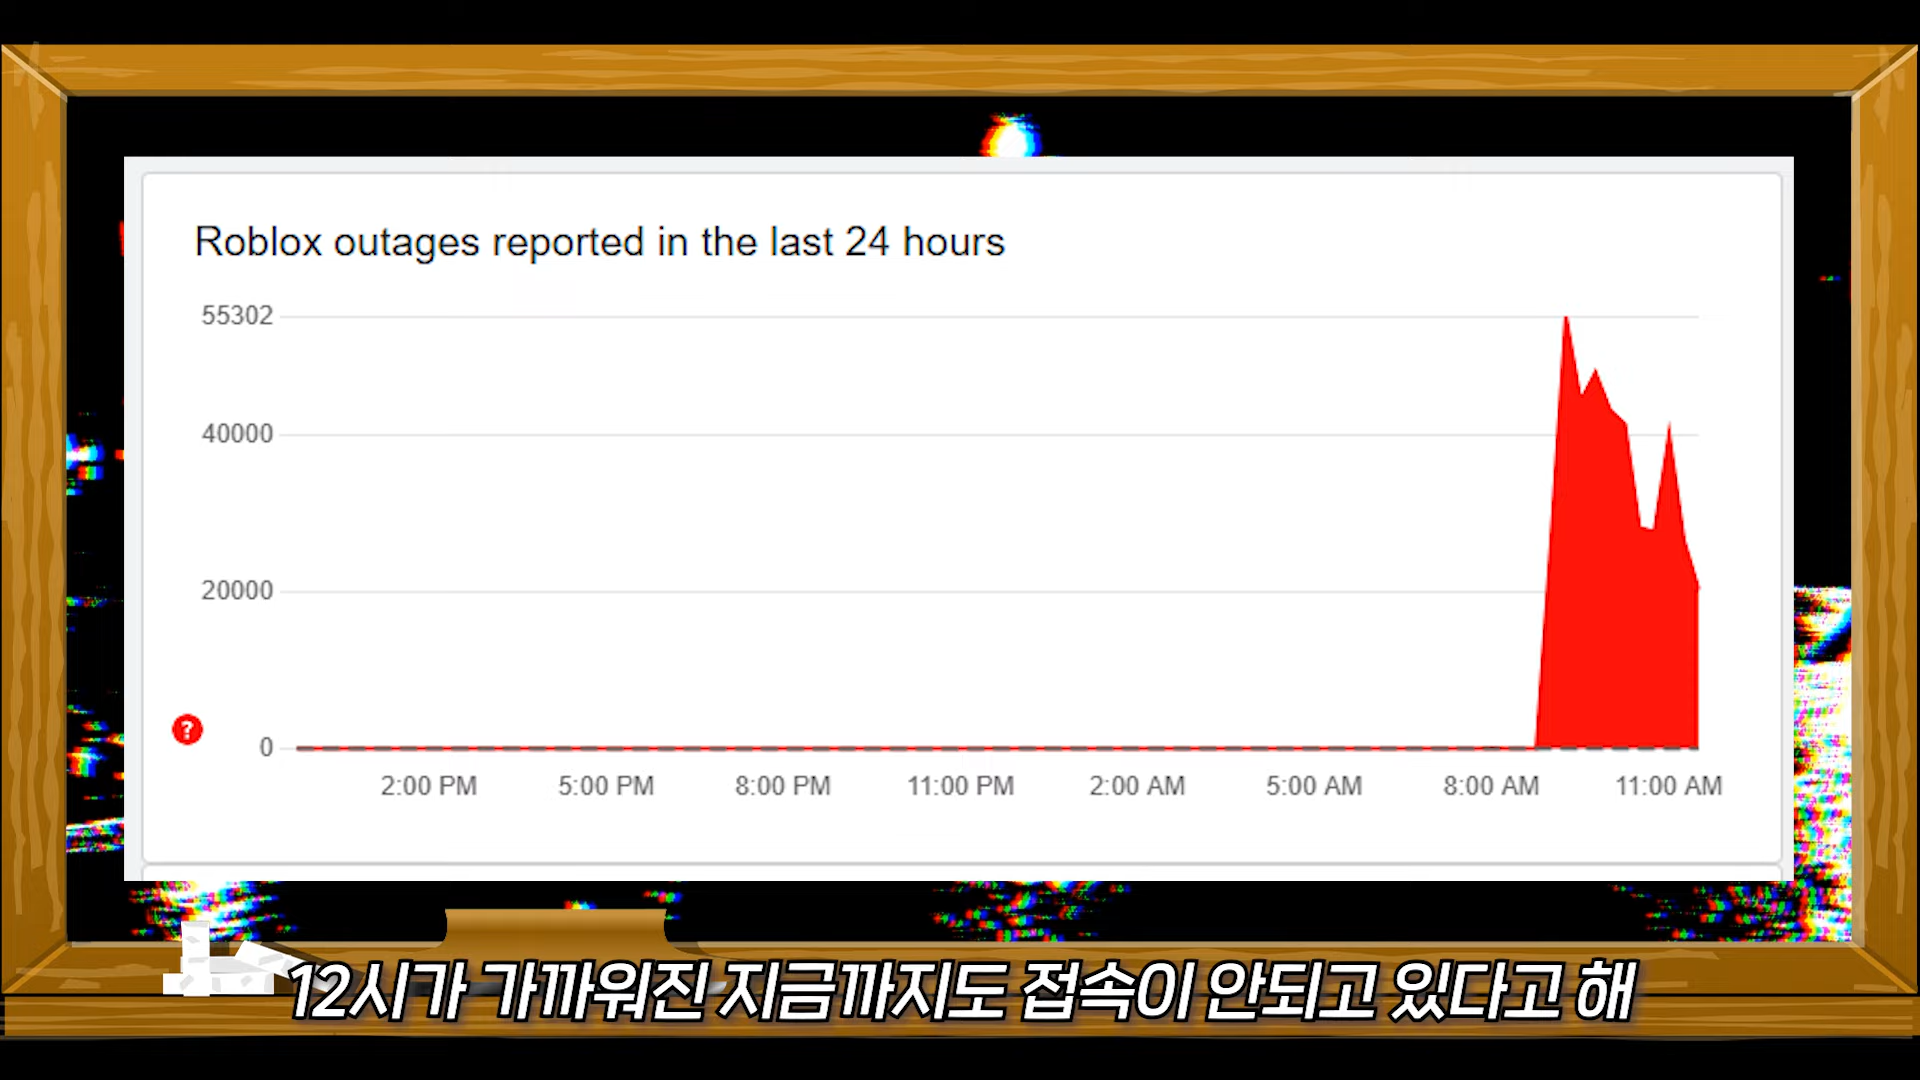 Roblox outages reported in the last 24 hours
55302
40000
20000
?
0
2:00 PM 5:00 PM 8:00 PM 11:00 PM 2:00 AM 5:00 AM 8:00 AM 11:00 AM
12시가 가까워진 지금까지도 접속이 안되고 있다고 해